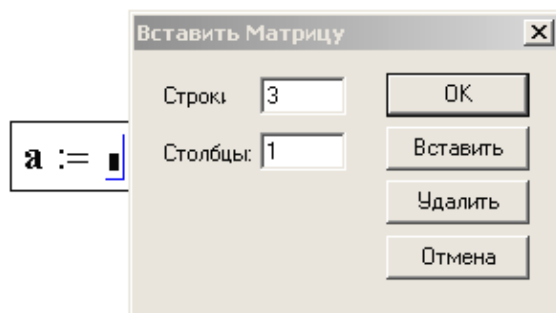 Вставить Матрицу
Строки 3
OK
a :=
Столбцы: 1
Вставить
Удалить
Отмена